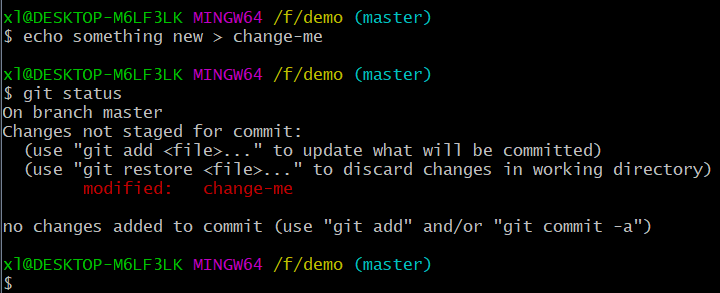 xl@DESKTOP-M6LF3LK MINGW64 /f/demo (master)
$ echo something new > change-me
xl@DESKTOP-M6LF3LK MINGW64 /f/demo (master)
$ git status
On branch master
Changes not staged for commit:
  (use "git add <file>..." to update what will be committed)
  (use "git restore <file>..." to discard changes in working directory)
        modified:   change-me
no changes added to commit (use "git add" and/or "git commit -a")
xl@DESKTOP-M6LF3LK MINGW64 /f/demo (master)
$